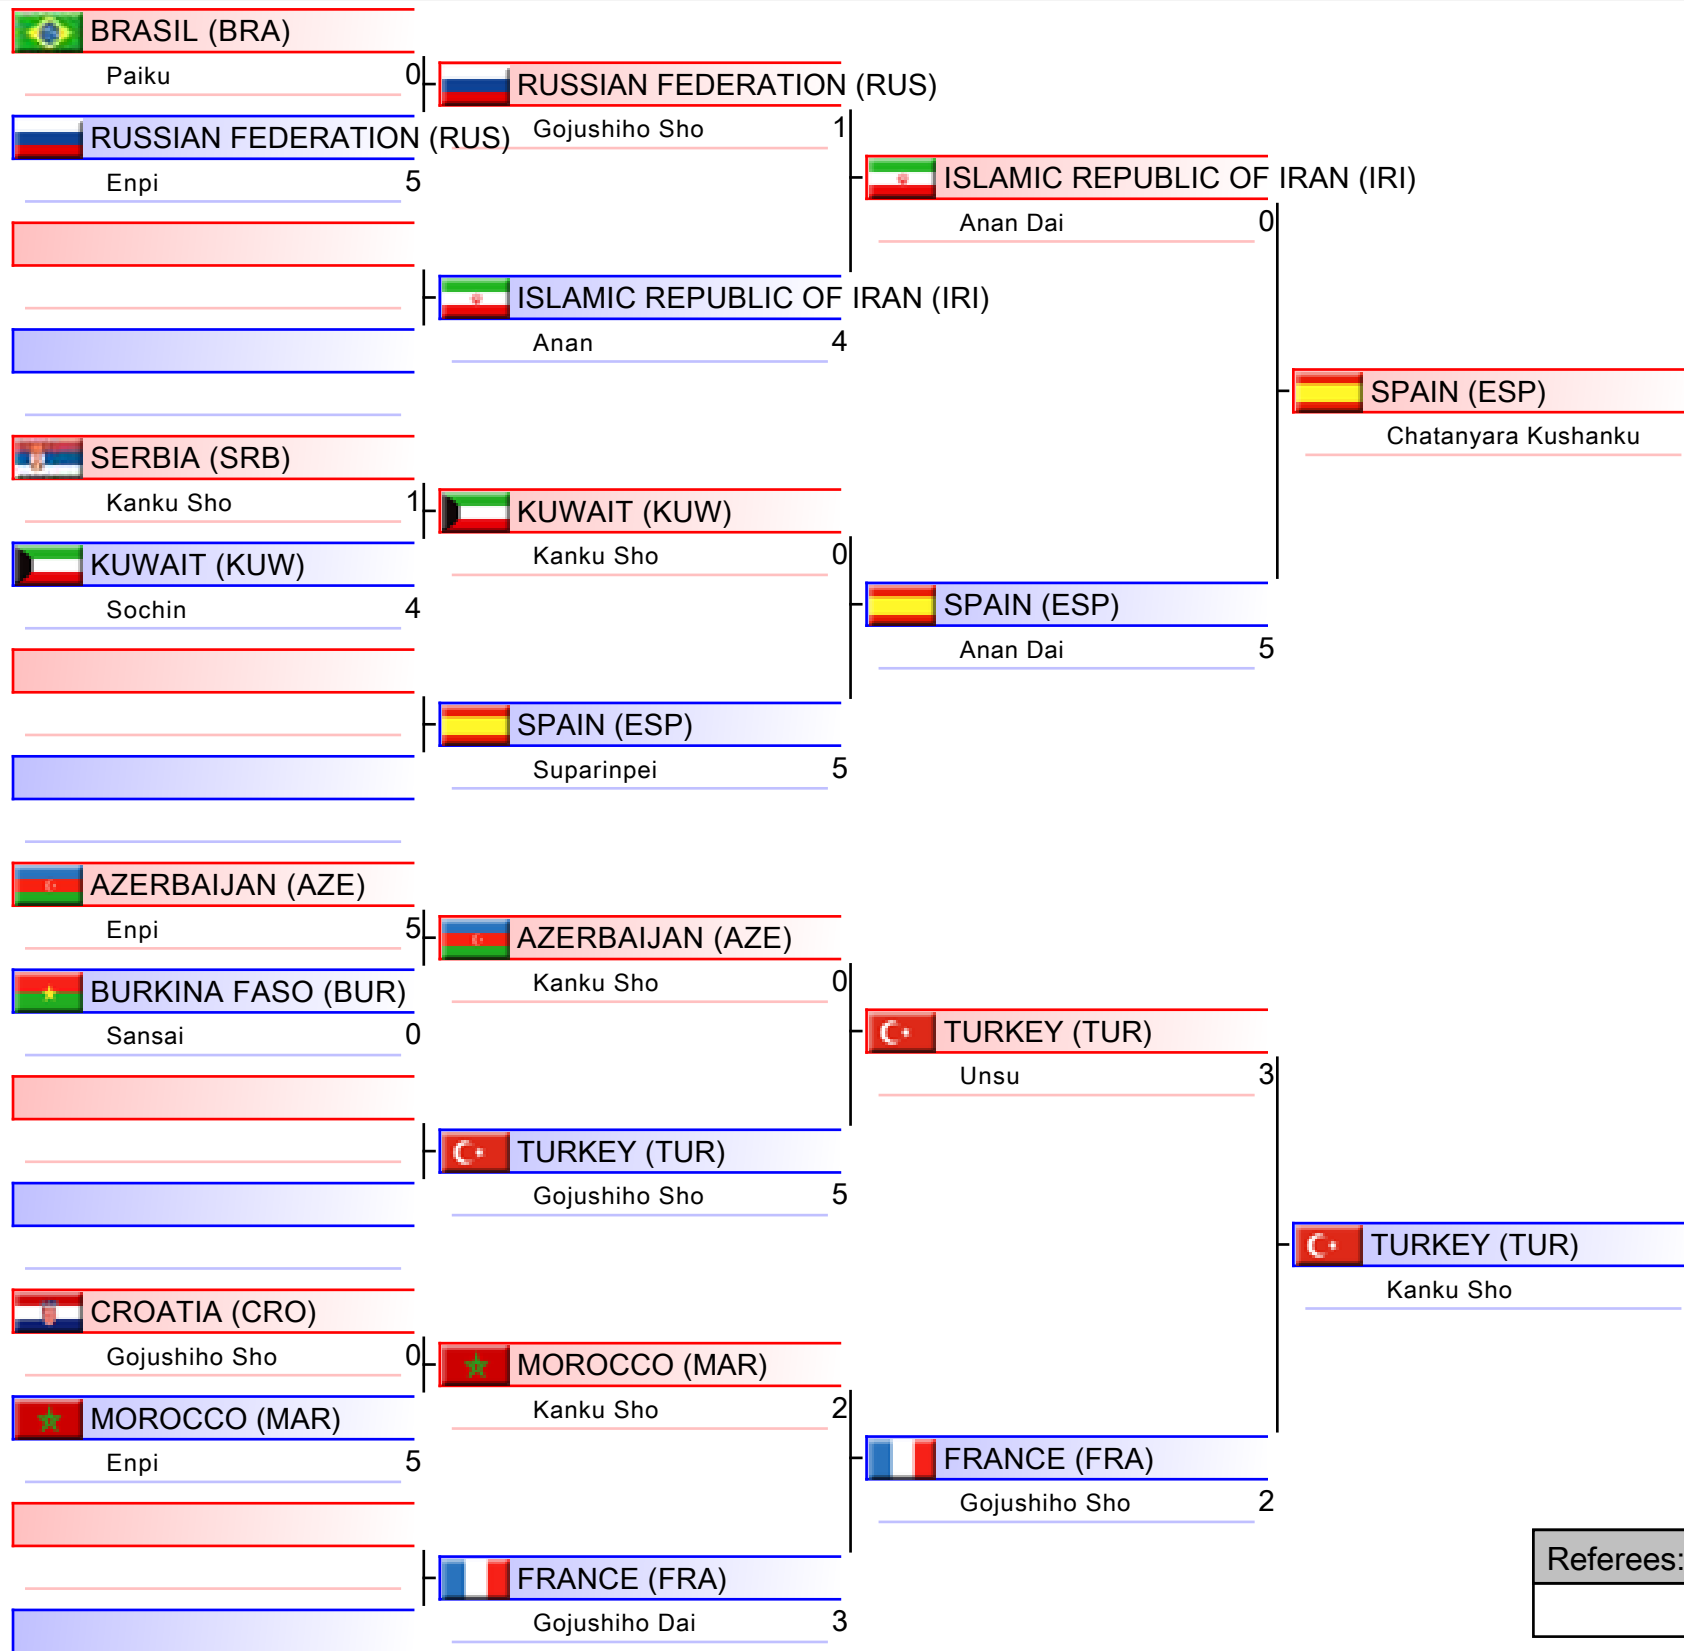 BRASIL (BRA)
Paiku 0
RUSSIAN FEDERATION (RUS)
Enpi 5
SERBIA (SRB)
Kanku Sho 1
KUWAIT (KUW)
Sochin 4
AZERBAIJAN (AZE)
Enpi 5
BURKINA FASO (BUR)
Sansai 0
CROATIA (CRO)
Gojushiho Sho 0
MOROCCO (MAR)
Enpi 5
RUSSIAN FEDERATION (RUS)
Gojushiho Sho 1
ISLAMIC REPUBLIC OF IRAN (IRI)
Anan 4
KUWAIT (KUW)
Kanku Sho 0
SPAIN (ESP)
Suparinpei 5
AZERBAIJAN (AZE)
Kanku Sho 0
TURKEY (TUR)
Gojushiho Sho 5
MOROCCO (MAR)
Kanku Sho 2
FRANCE (FRA)
Gojushiho Dai 3
ISLAMIC REPUBLIC OF IRAN (IRI)
Anan Dai 0
SPAIN (ESP)
Anan Dai 5
TURKEY (TUR)
Unsu 3
FRANCE (FRA)
Gojushiho Sho 2
SPAIN (ESP)
Chatanyara Kushanku
TURKEY (TUR)
Kanku Sho
Referees: